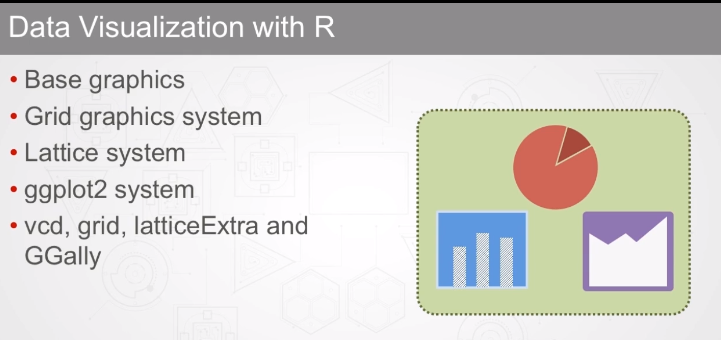 Data Visualization with R
• Base graphics
• Grid graphics system
• Lattice system
• ggplot2 system
• vcd, grid, latticeExtra and
GGally